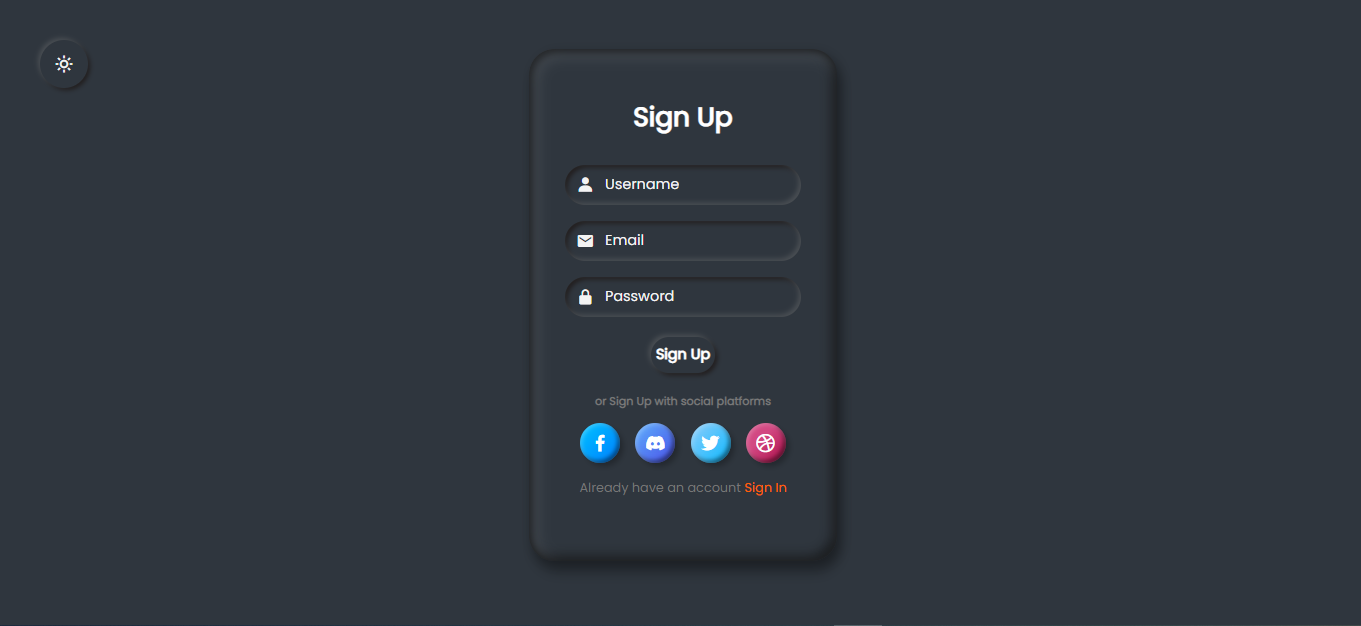 Sign Up
Username
Email
Password
Sign Up
or Sign Up with social platforms
Already have an account Sign In